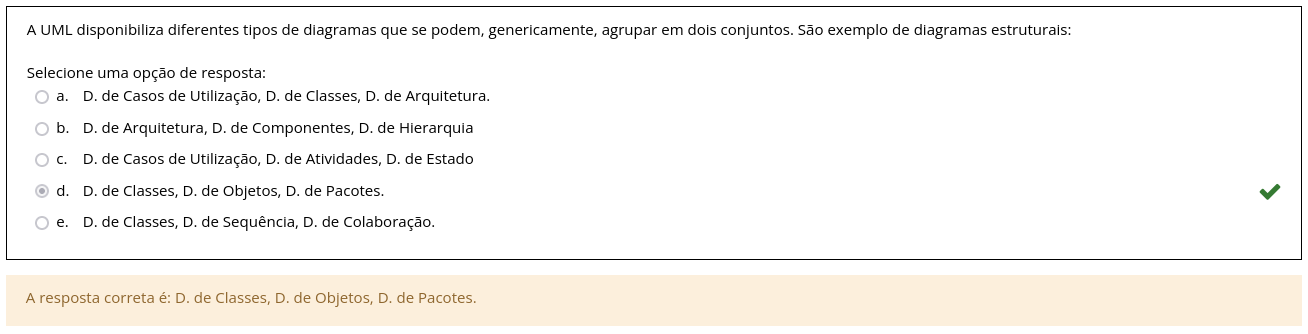 A UML disponibiliza diferentes tipos de diagramas que se podem, genericamente, agrupar em dois conjuntos. São exemplo de diagramas estruturais:
Selecione uma opção de resposta:
a. D. de Casos de Utilização, D. de Classes, D. de Arquitetura.
b. D. de Arquitetura, D. de Componentes, D. de Hierarquia
c. D. de Casos de Utilização, D. de Atividades, D. de Estado
d. D. de Classes, D. de Objetos, D. de Pacotes.
e. D. de Classes, D. de Sequência, D. de Colaboração.
A resposta correta é: D. de Classes, D. de Objetos, D. de Pacotes.